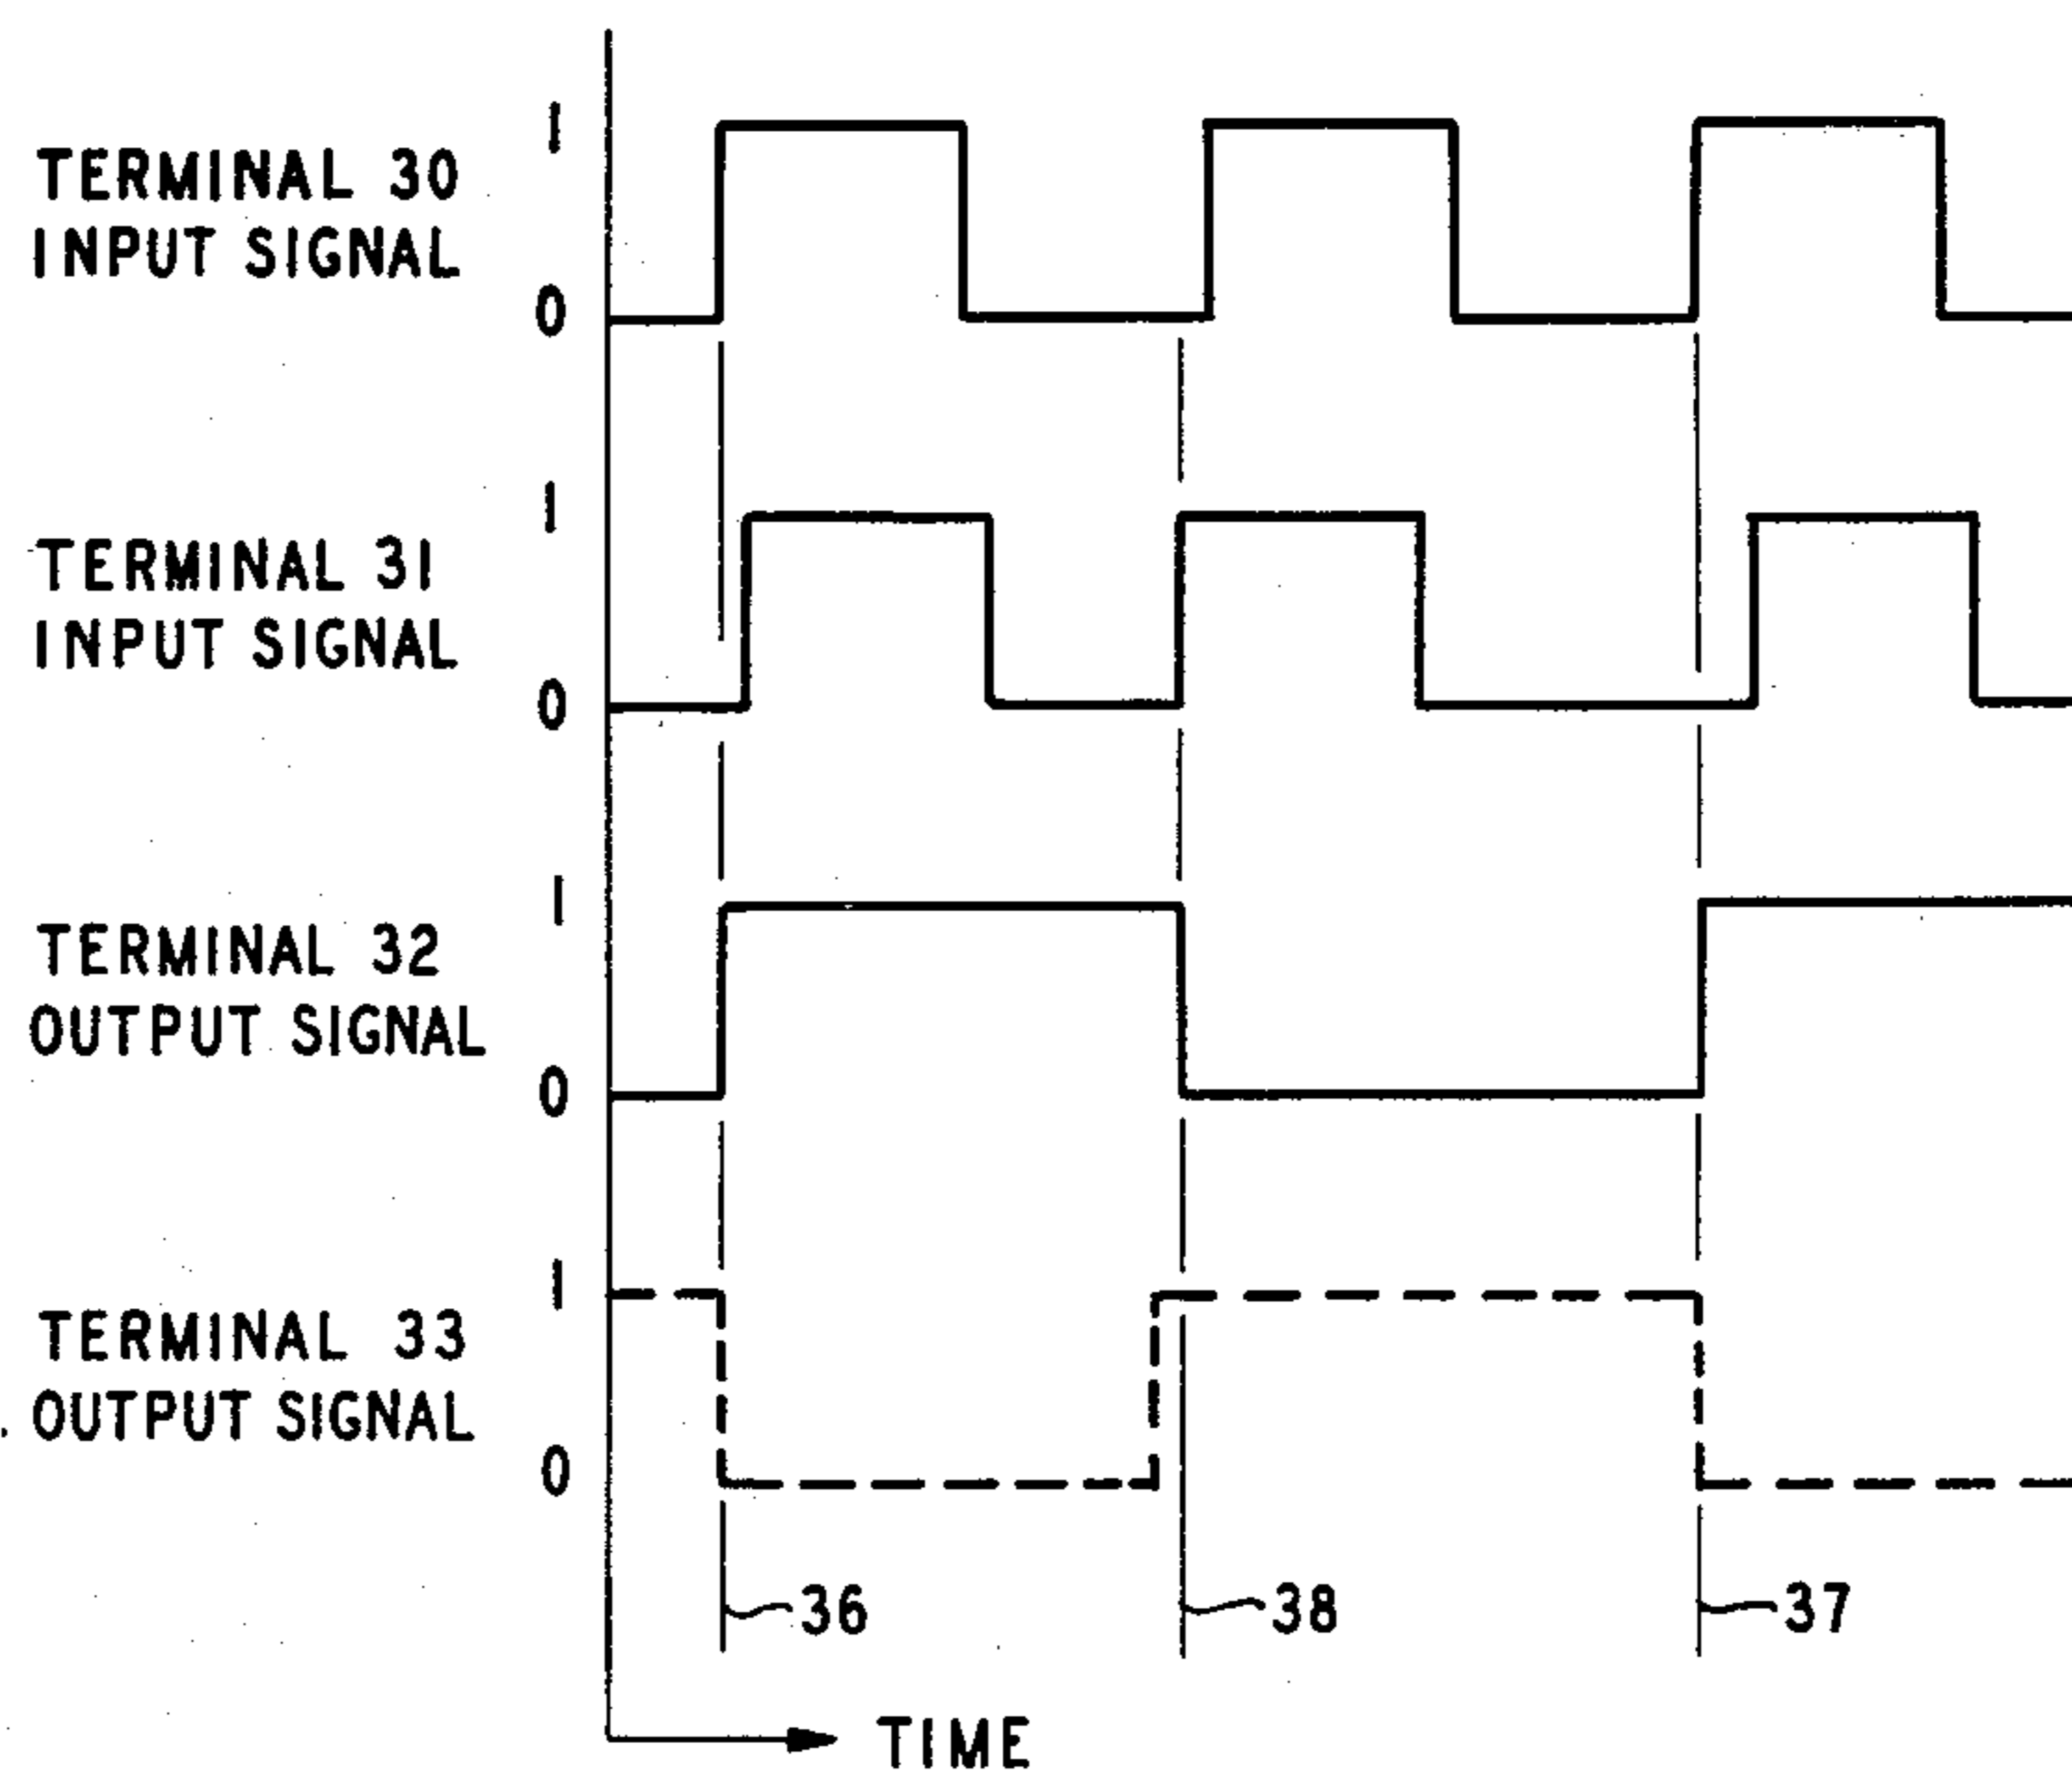 1
TERMINAL 30
INPUT SIGNAL
0
1
TERMINAL 31
INPUT SIGNAL
0
1
TERMINAL 32
OUTPUT SIGNAL
0
1
TERMINAL 33
OUTPUT SIGNAL
0
36
38
37
TIME